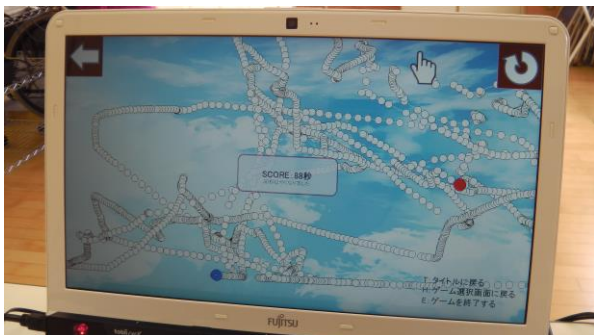 SCORE : 88秒
T. タイトルに戻る
H. ゲーム選択画面に戻る
E. ゲームを終了する
FUJITSU